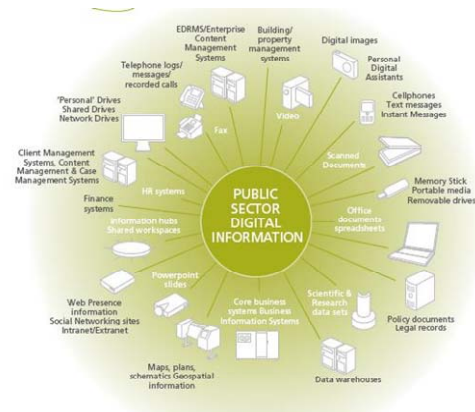 EDRMS/Enterprise
Content
Management
Systems
Building/
property
management
systems
Digital images
Personal
Digital
Assistants
Telephone logs/
messages/
recorded calls
Cellphones
Text messages
Instant Messages
'Personal' Drives
Shared Drives
Network Drives
Fax
Video
Scanned
Documents
Client Management
Systems, Content
Management & Case
Management Systems
HR systems
Memory Stick
Portable media
Removable drives
Finance
systems
PUBLIC
SECTOR
DIGITAL
INFORMATION
Office
documents
spreadsheets
Information hubs
Shared workspaces
Powerpoint
slides
Core business
systems Business
Information Systems
Scientific &
Research
data sets
Web Presence
information
Social Networking sites
Intranet/Extranet
Policy documents
Legal records
Maps, plans,
schematics Geospatial
information
Data warehouses